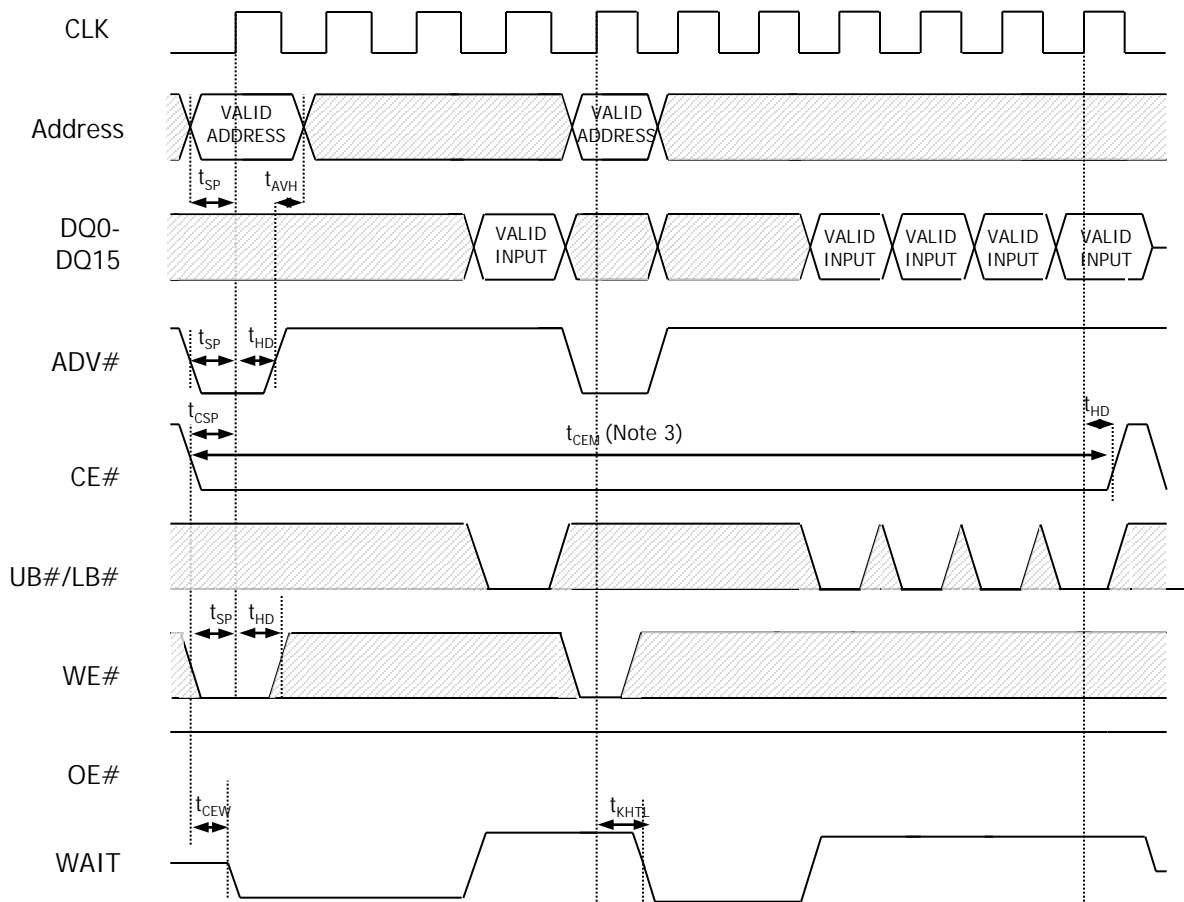 CLK
Address
VALID
ADDRESS
VALID
ADDRESS
tSP
tAVH
DQ0-
DQ15
VALID
INPUT
VALID
INPUT
VALID
INPUT
VALID
INPUT
VALID
INPUT
ADV#
tSP
tHD
tCSP
tHD
tCEM (Note 3)
CE#
UB#/LB#
tSP
tHD
WE#
OE#
tCEW
tKHTL
WAIT